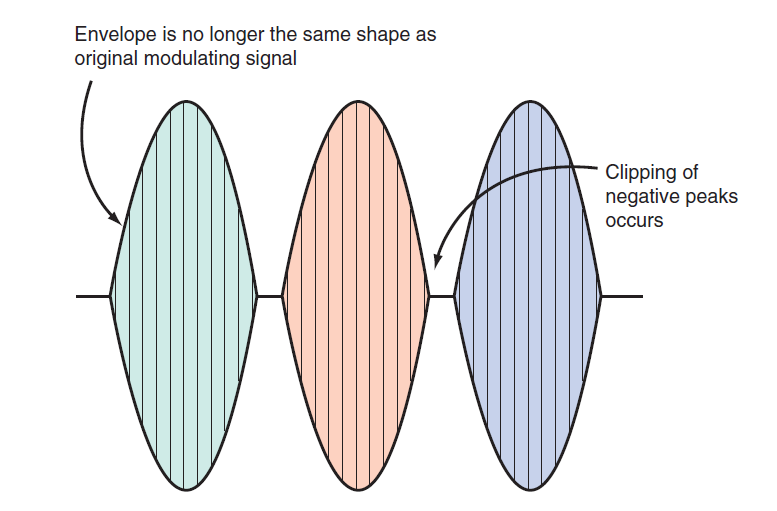 Envelope is no longer the same shape as
original modulating signal
Clipping of
negative peaks
occurs